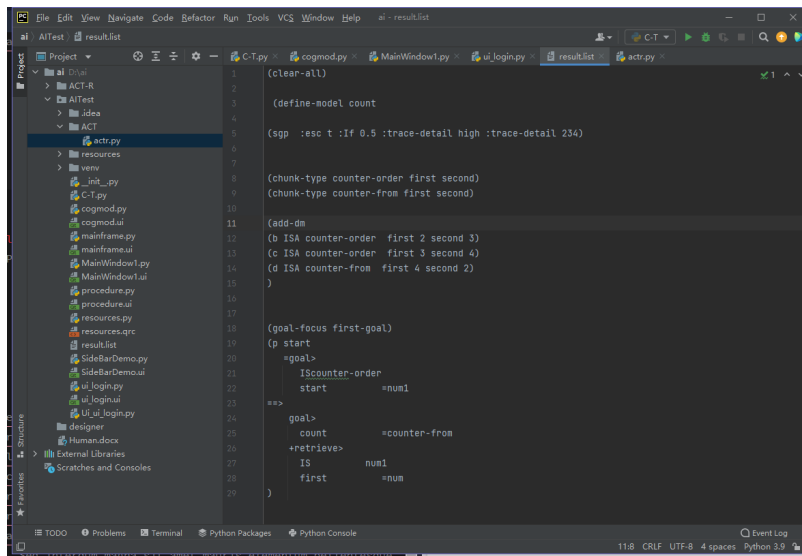 File Edit View Navigate Code Refactor Run Tools VCS Window Help ai - result.list
ai AITest result.list C-T
Project C-T.py cogmod.py MainWindow1.py ui_login.py result.list actr.py
Project
ai D:\ai
ACT-R
AITest
.idea
ACT
actr.py
resources
venv
__init__.py
C-T.py
cogmod.py
cogmod.ui
mainframe.py
mainframe.ui
MainWindow1.py
MainWindow1.ui
procedure.py
procedure.ui
resources.py
resources.qrc
result.list
SideBarDemo.py
SideBarDemo.ui
ui_login.py
ui_login.ui
Ui_ui_login.py
designer
Human.docx
External Libraries
Scratches and Consoles
1 (clear-all)
2
3 (define-model count
4
5 (sgp :esc t :If 0.5 :trace-detail high :trace-detail 234)
6
7
8 (chunk-type counter-order first second)
9 (chunk-type counter-from first second)
10
11 (add-dm
12 (b ISA counter-order first 2 second 3)
13 (c ISA counter-order first 3 second 4)
14 (d ISA counter-from first 4 second 2)
15 )
16
17
18 (goal-focus first-goal)
19 (p start
20 =goal>
21 IScounter-order
22 start =num1
23 ==>
24 goal>
25 count =counter-from
26 +retrieve>
27 IS num1
28 first =num
29 )
1
Structure
Favorites
TODO Problems Terminal Python Packages Python Console Event Log
11:8 CRLF UTF-8 4 spaces Python 3.9